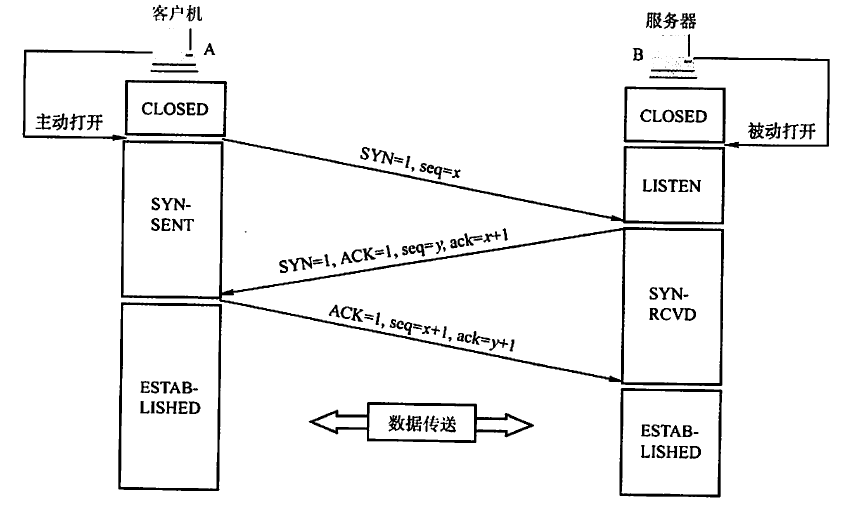 客户机
服务器
A
B
CLOSED
CLOSED
主动打开
被动打开
SYN=1, seq=x
LISTEN
SYN-
SENT
SYN=1, ACK=1, seq=y, ack=x+1
SYN-
RCVD
ACK=1, seq=x+1, ack=y+1
ESTAB-
LISHED
数据传送
ESTAB-
LISHED